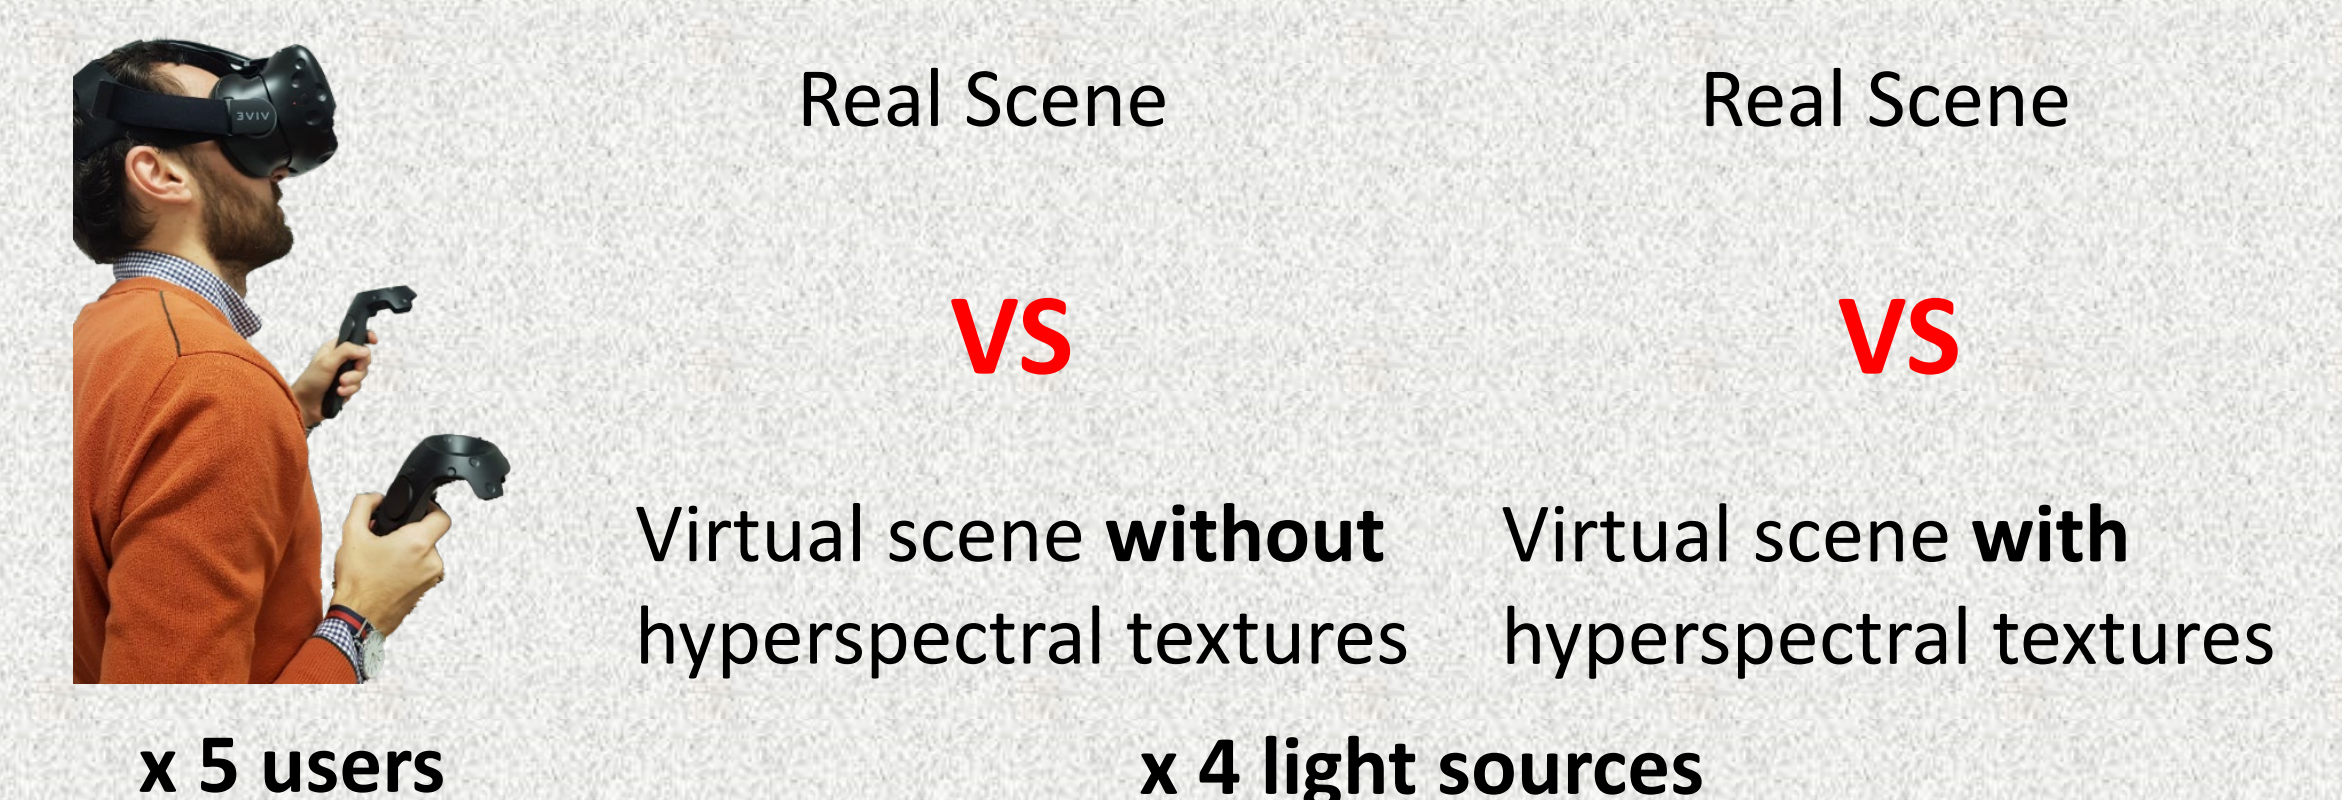 VIVE
Real Scene
VS
Virtual scene without
hyperspectral textures
Real Scene
VS
Virtual scene with
hyperspectral textures
x 5 users
x 4 light sources